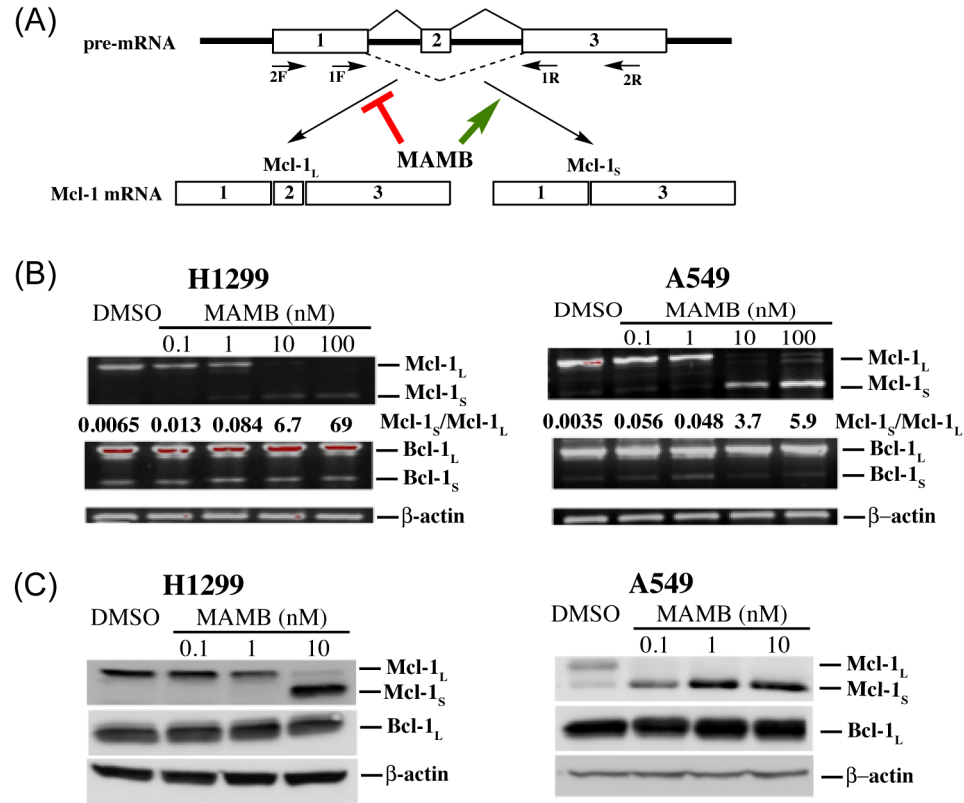 (A)
pre-mRNA
1 2 3
2F 1F 1R 2R
MAMB
Mcl-1L Mcl-1S
Mcl-1 mRNA 1 2 3 1 3
(B)
H1299
DMSO MAMB (nM)
0.1 1 10 100
Mcl-1L
Mcl-1S
0.0065 0.013 0.084 6.7 69 Mcl-1S/Mcl-1L
Bcl-1L
Bcl-1S
β-actin
A549
DMSO MAMB (nM)
0.1 1 10 100
Mcl-1L
Mcl-1S
0.0035 0.056 0.048 3.7 5.9 Mcl-1S/Mcl-1L
Bcl-1L
Bcl-1S
β–actin
(C)
H1299
DMSO MAMB (nM)
0.1 1 10
Mcl-1L
Mcl-1S
Bcl-1L
β-actin
A549
DMSO MAMB (nM)
0.1 1 10
Mcl-1L
Mcl-1S
Bcl-1L
β–actin